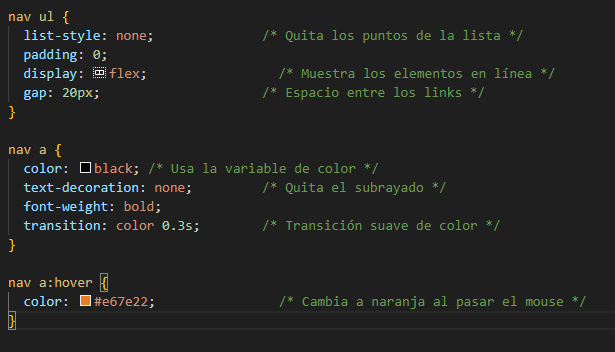 nav ul {
  list-style: none;              /* Quita los puntos de la lista */
  padding: 0;
  display: flex;                 /* Muestra los elementos en línea */
  gap: 20px;                     /* Espacio entre los links */
}

nav a {
  color: black; /* Usa la variable de color */
  text-decoration: none;         /* Quita el subrayado */
  font-weight: bold;
  transition: color 0.3s;        /* Transición suave de color */
}

nav a:hover {
  color: #e67e22;                /* Cambia a naranja al pasar el mouse */
}